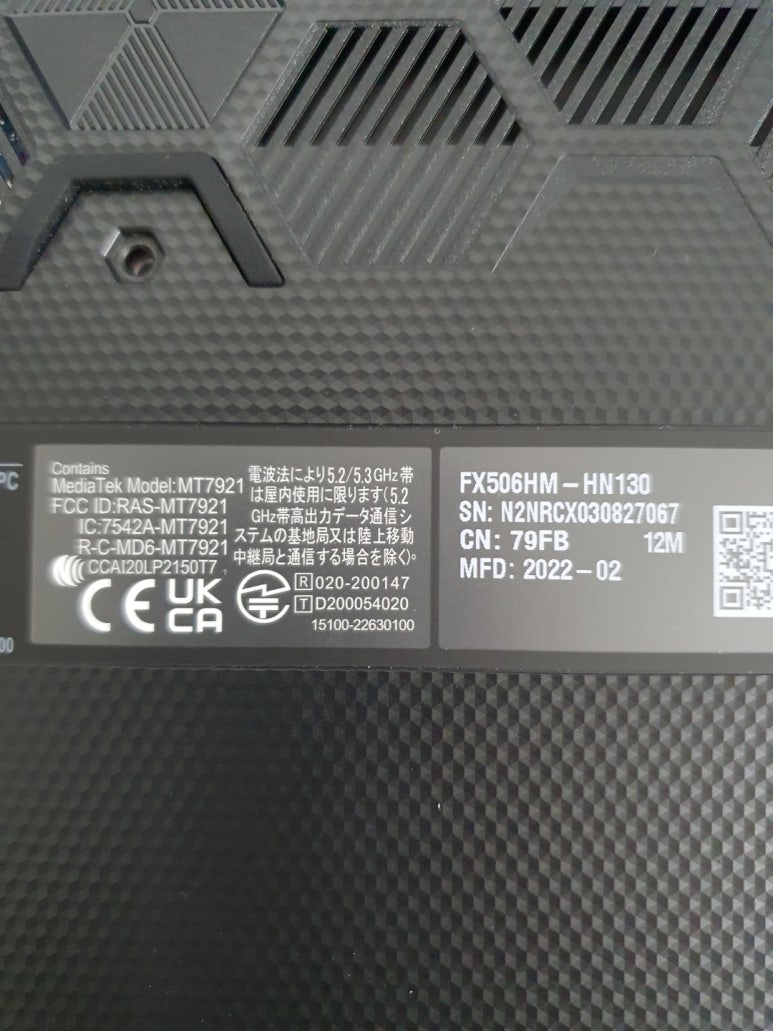 PC
00
Contains
MediaTek Model:MT7921
FCC ID:RAS-MT7921
IC:7542A-MT7921
R-C-MD6-MT7921
CCAI20LP2150T7
電波法により5.2/5.3GHz帯
は屋内使用に限ります(5.2
GHz帯高出力データ通信シ
ステムの基地局又は陸上移動
中継局と通信する場合を除く)。
CE UK
CA
R 020-200147
T D200054020
15100-22630100
FX506HM-HN130
SN: N2NRCX030827067
CN: 79FB 12M
MFD: 2022-02